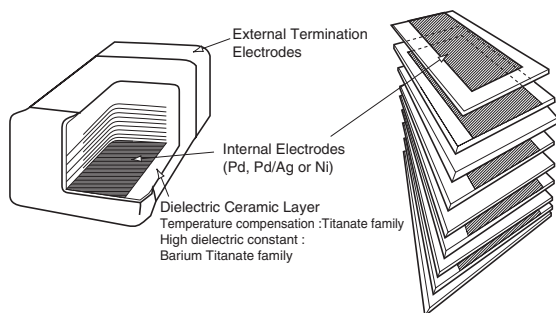 External Termination
Electrodes
Internal Electrodes
(Pd, Pd/Ag or Ni)
Dielectric Ceramic Layer
Temperature compensation :Titanate family
High dielectric constant :
Barium Titanate family